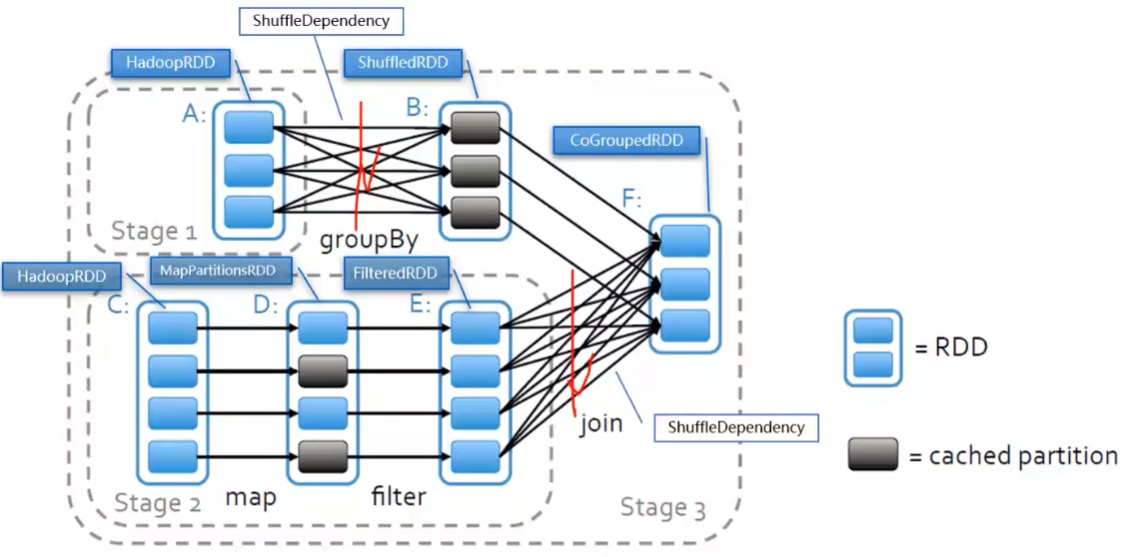 ShuffleDependency
HadoopRDD
ShuffledRDD
A:
B:
CoGroupedRDD
F:
Stage 1
groupBy
HadoopRDD
MapPartitionsRDD
FilteredRDD
C:
D:
E:
= RDD
join
ShuffleDependency
= cached partition
Stage 2
map
filter
Stage 3